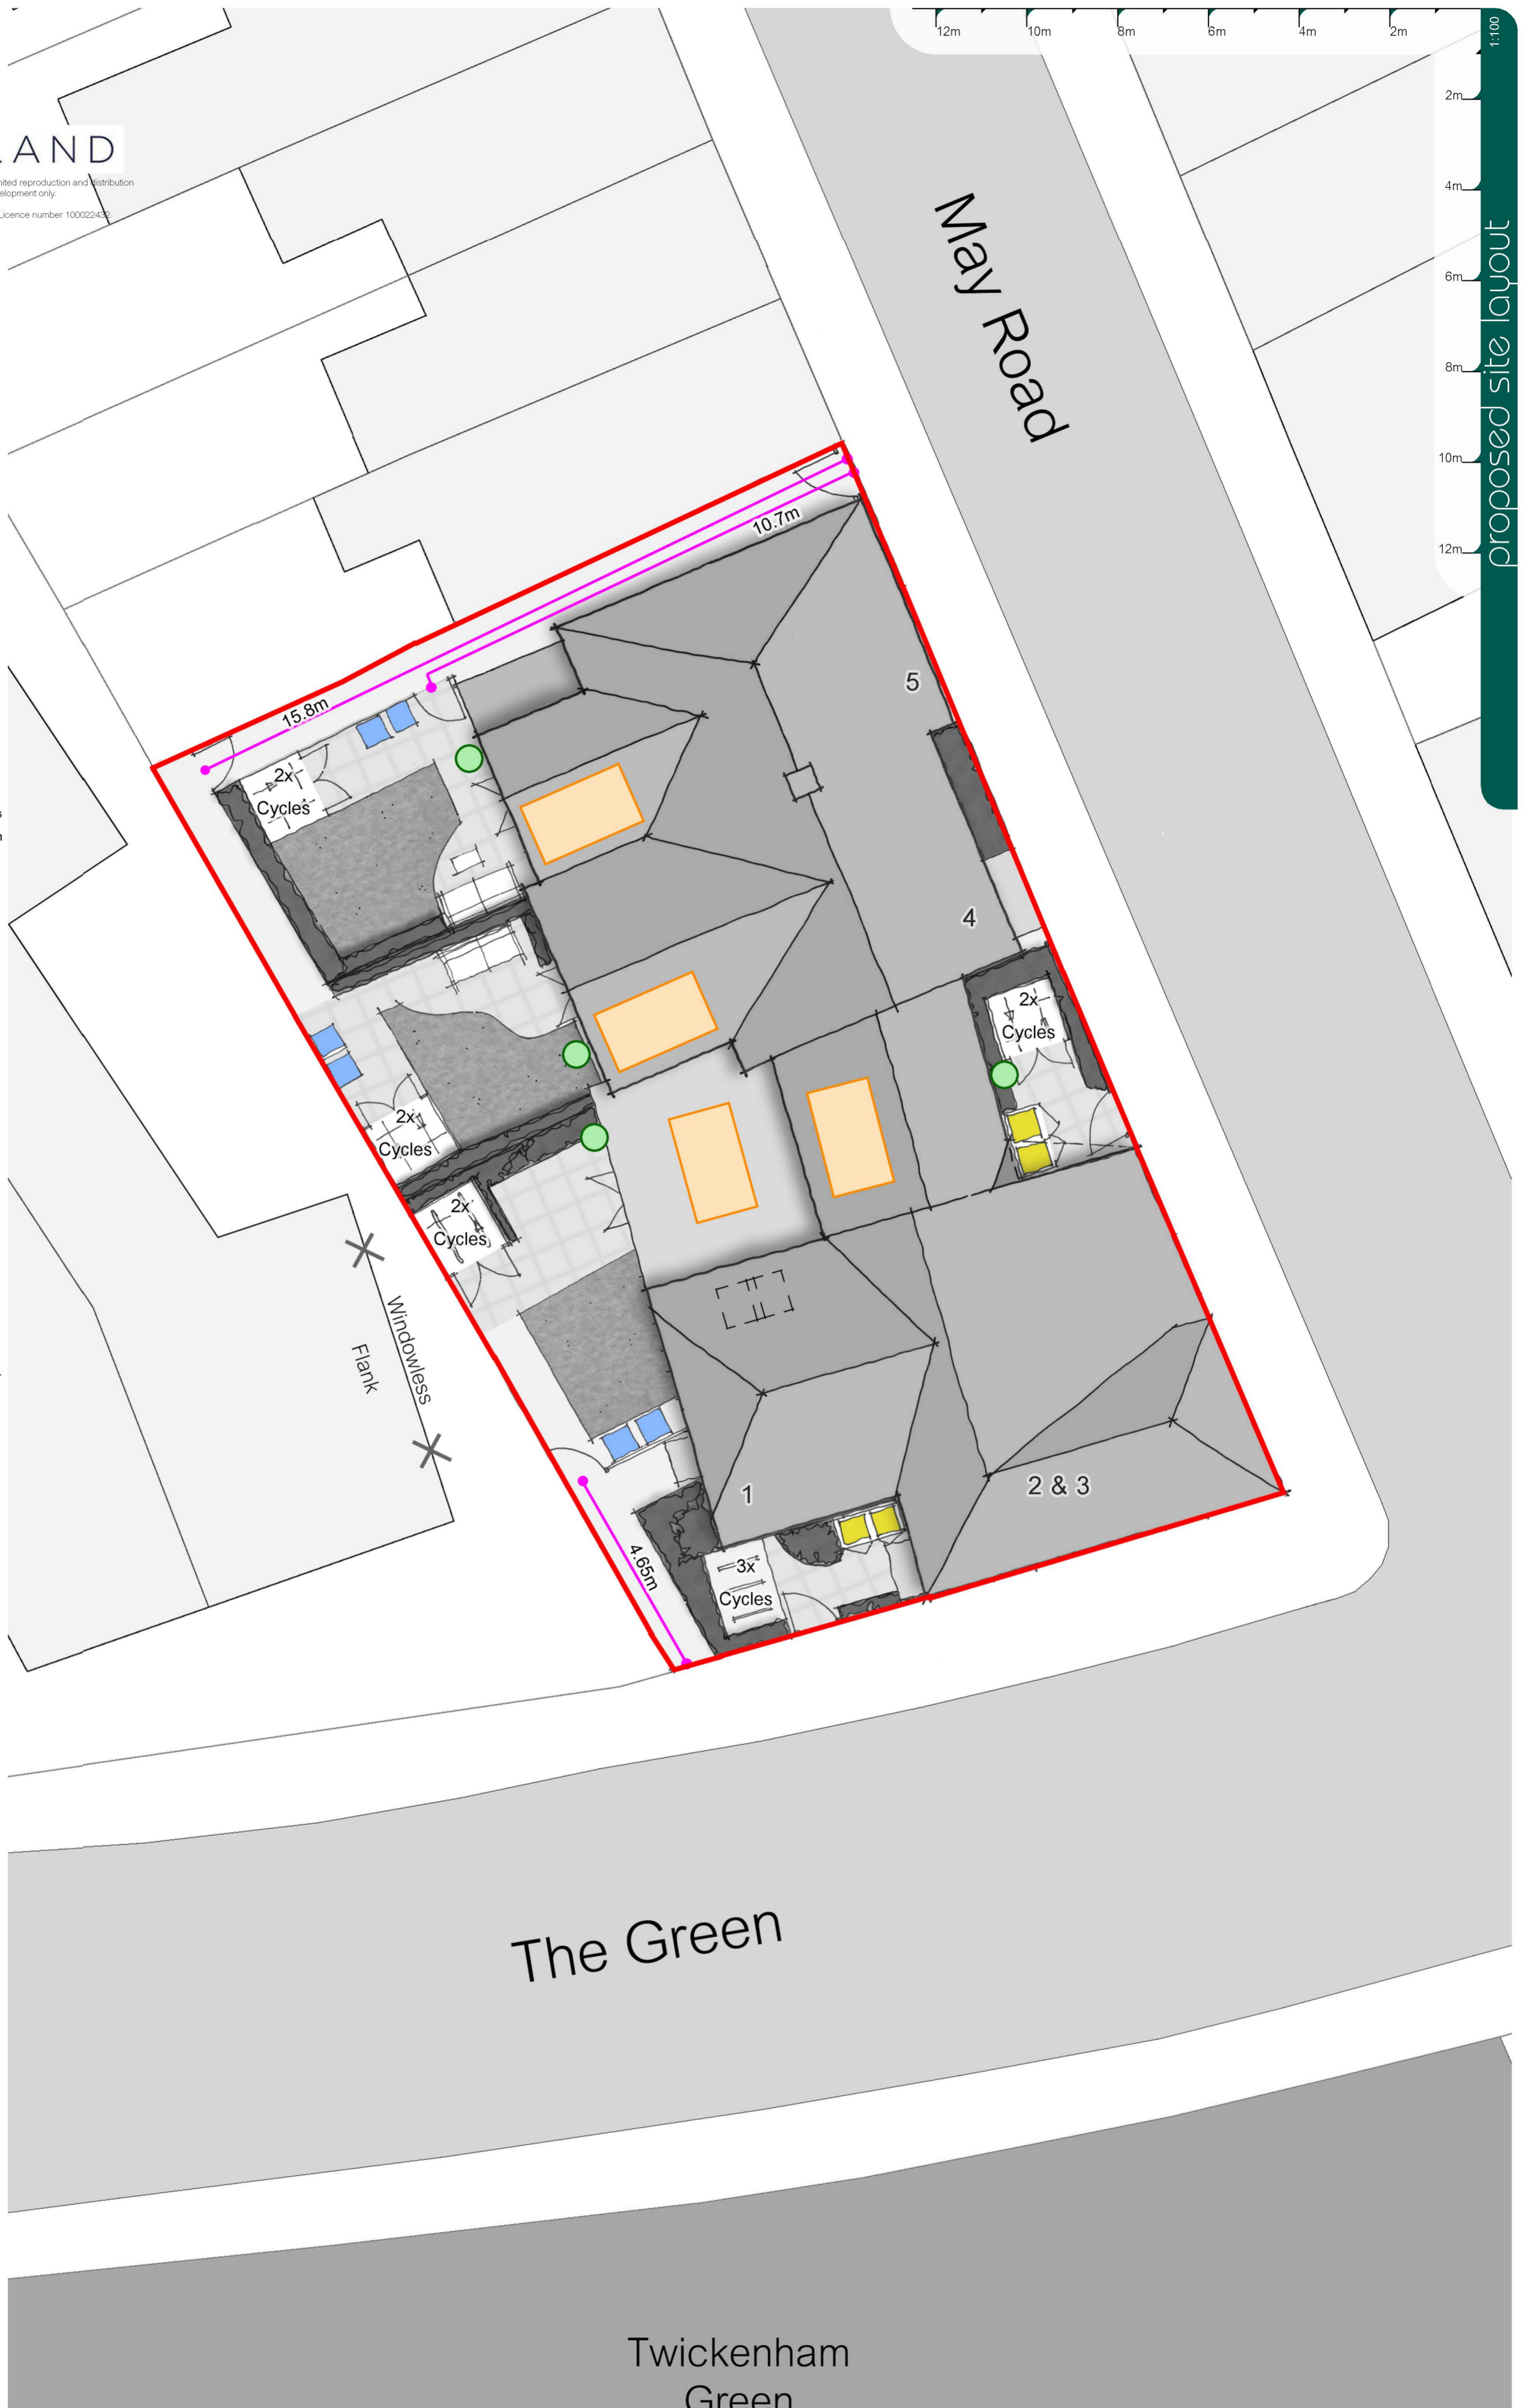 12m
10m
8m
6m
4m
2m
1:100
2m
4m
6m
8m
10m
12m
proposed site layout
AND
reproduction and distribution
only.
Licence number 100022432
May Road
10.7m
15.8m
5
4
2x
Cycles
2x
Cycles
2x
Cycles
2x
Cycles
Windowless
Flank
1
2 & 3
4.65m
3x
Cycles
The Green
Twickenham
Green